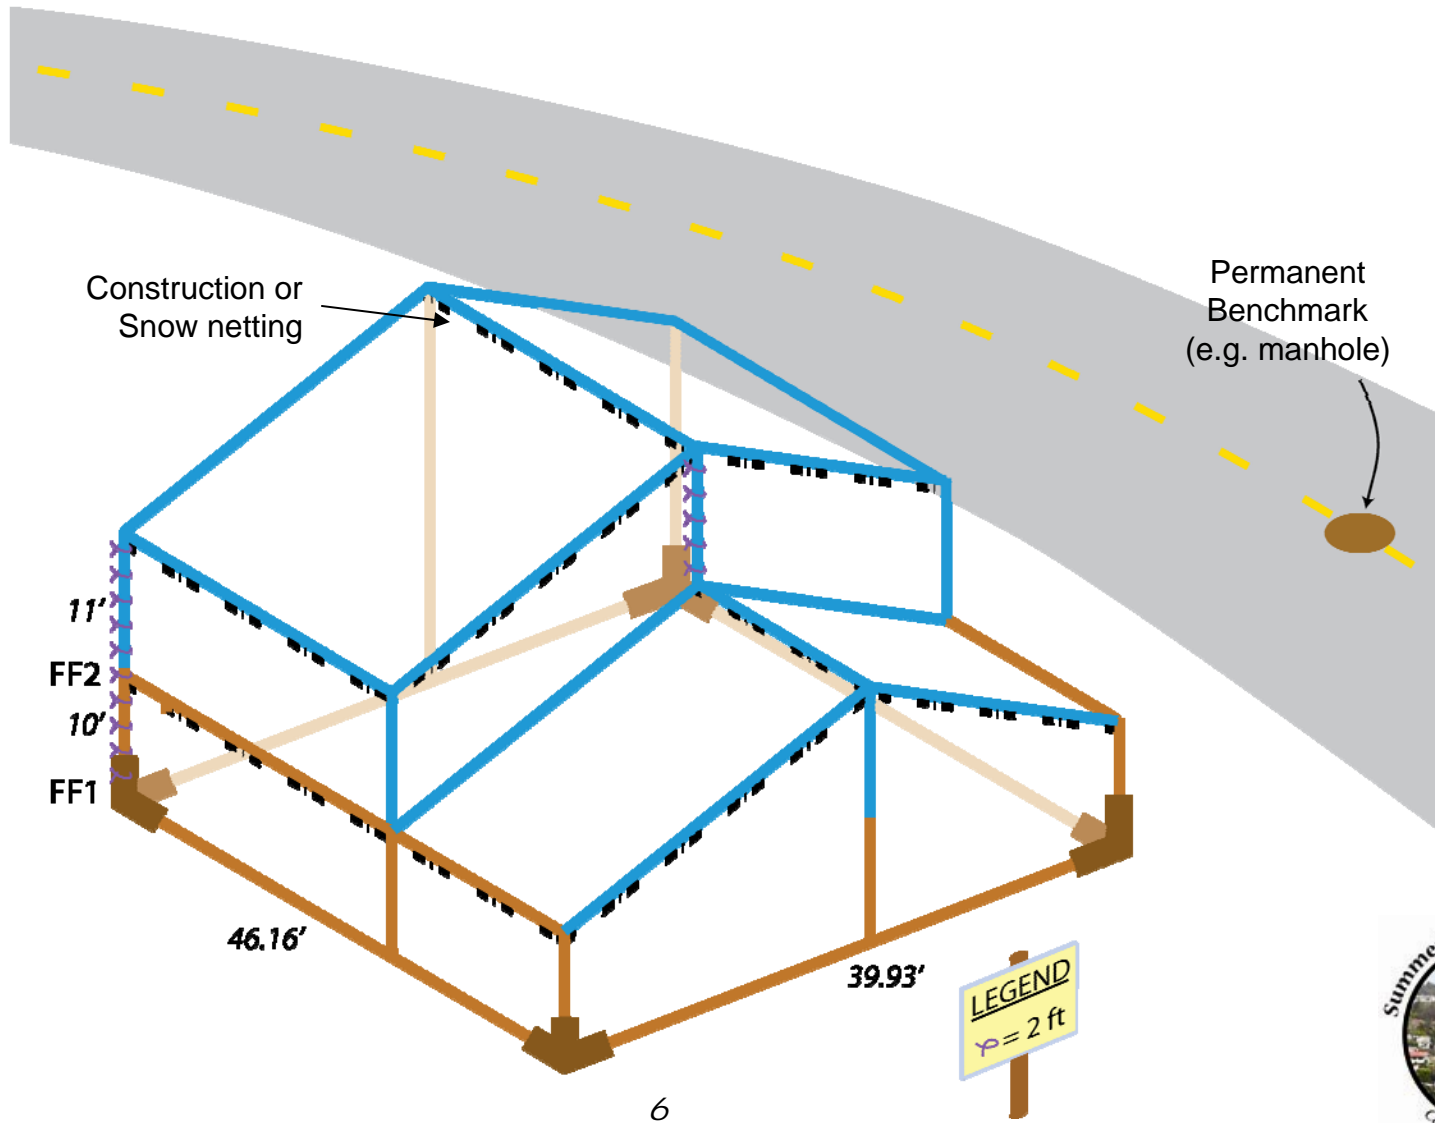 Construction or
Snow netting
Permanent
Benchmark
(e.g. manhole)
11'
FF2
10'
FF1
46.16'
39.93'
LEGEND
= 2 ft
6
Summe